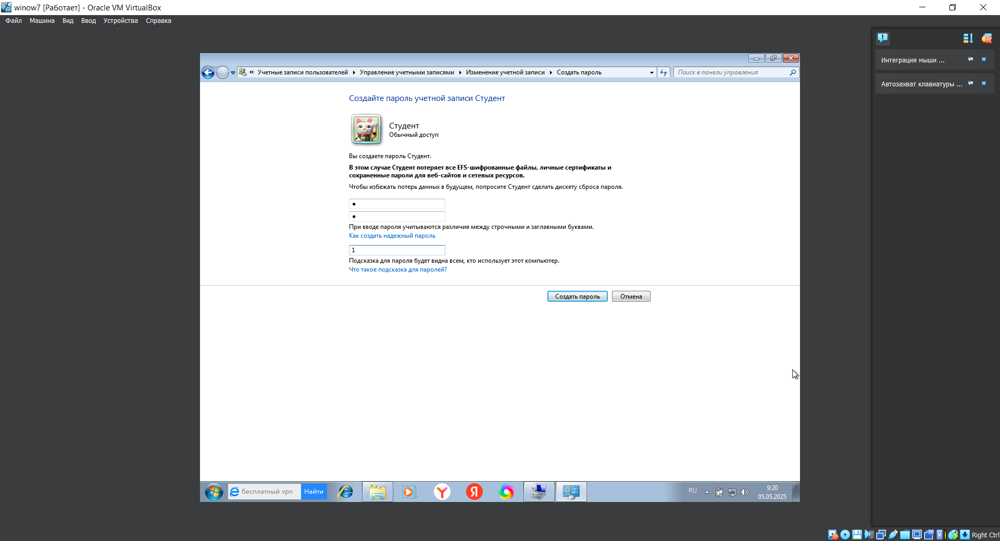 winow7 [Работает] - Oracle VM VirtualBox
Файл Машина Вид Ввод Устройства Справка
Интеграция мыши ...
Автозахват клавиатуры ...
« Учетные записи пользователей Управление учетными записями Изменение учетной записи Создать пароль
Поиск в панели управления
Создайте пароль учетной записи Студент
Студент
Обычный доступ
Вы создаете пароль Студент.
В этом случае Студент потеряет все EFS-шифрованные файлы, личные сертификаты и
сохраненные пароли для веб-сайтов и сетевых ресурсов.
Чтобы избежать потерь данных в будущем, попросите Студент сделать дискету сброса пароля.
При вводе пароля учитываются различия между строчными и заглавными буквами.
Как создать надежный пароль
1
Подсказка для пароля будет видна всем, кто использует этот компьютер.
Что такое подсказка для паролей?
Создать пароль Отмена
бесплатный vpn Найти
Y
Я
RU
9:20
05.05.2025
Right Ctrl